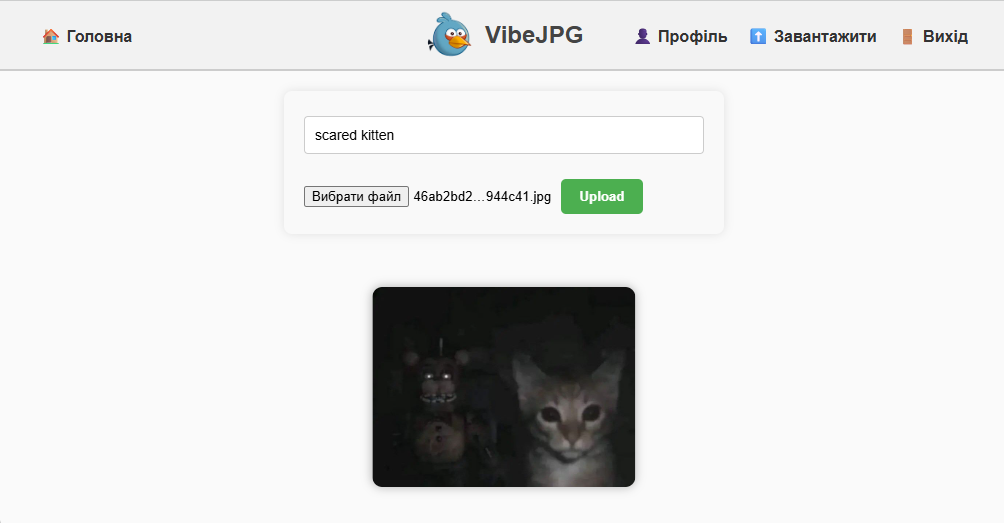 Головна
VibeJPG
Профіль
Завантажити
Вихід
scared kitten
Вибрати файл 46ab2bd2...944c41.jpg Upload